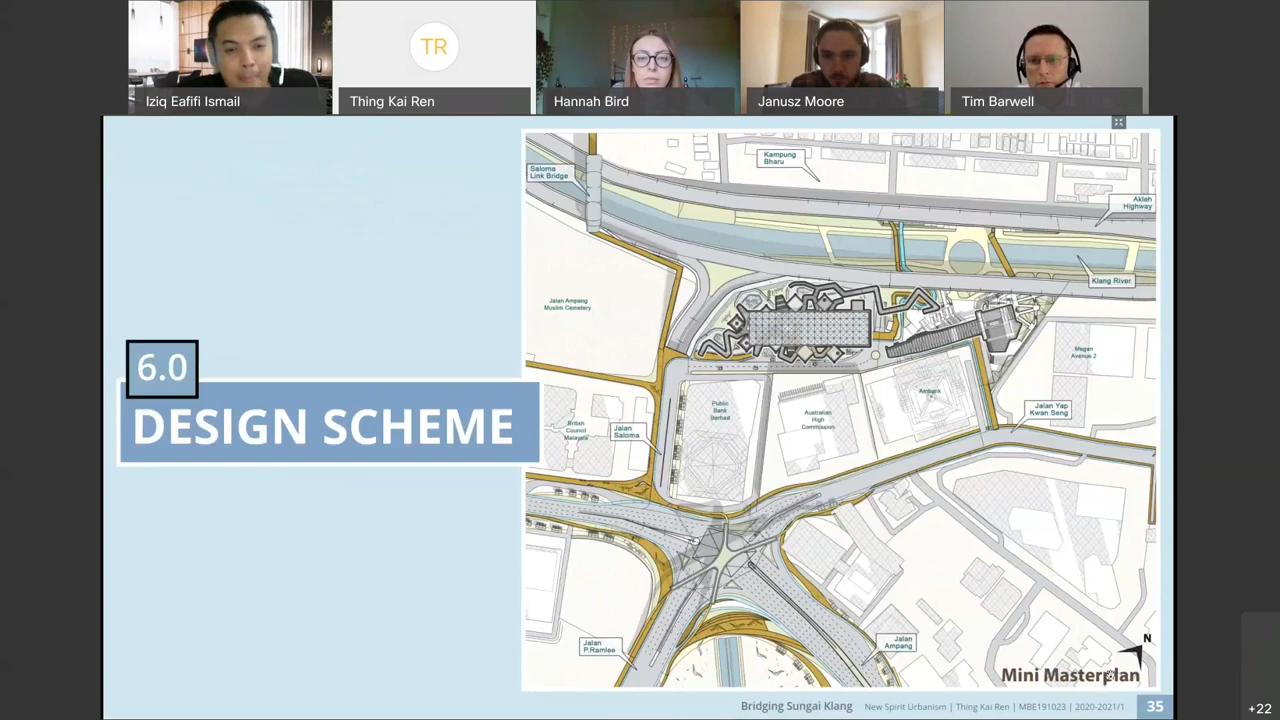 TR
Iziq Eafifi Ismail
Thing Kai Ren
Hannah Bird
Janusz Moore
Tim Barwell
Kampung
Bharu
Saloma
Link Bridge
Akleh
Highway
Klang River
Jalan Ampang
Muslim Cemetery
Megan
Avenue 2
6.0
DESIGN SCHEME
Ambank
Public
Bank
Berhad
Australian
High
Commission
Jalan Yap
Kwan Seng
British
Council
Malaysia
Jalan
Saloma
Jalan
P.Ramlee
Jalan
Ampang
N
Mini Masterplan
Bridging Sungai Klang
New Spirit Urbanism | Thing Kai Ren | MBE191023 | 2020-2021/1
35
+22